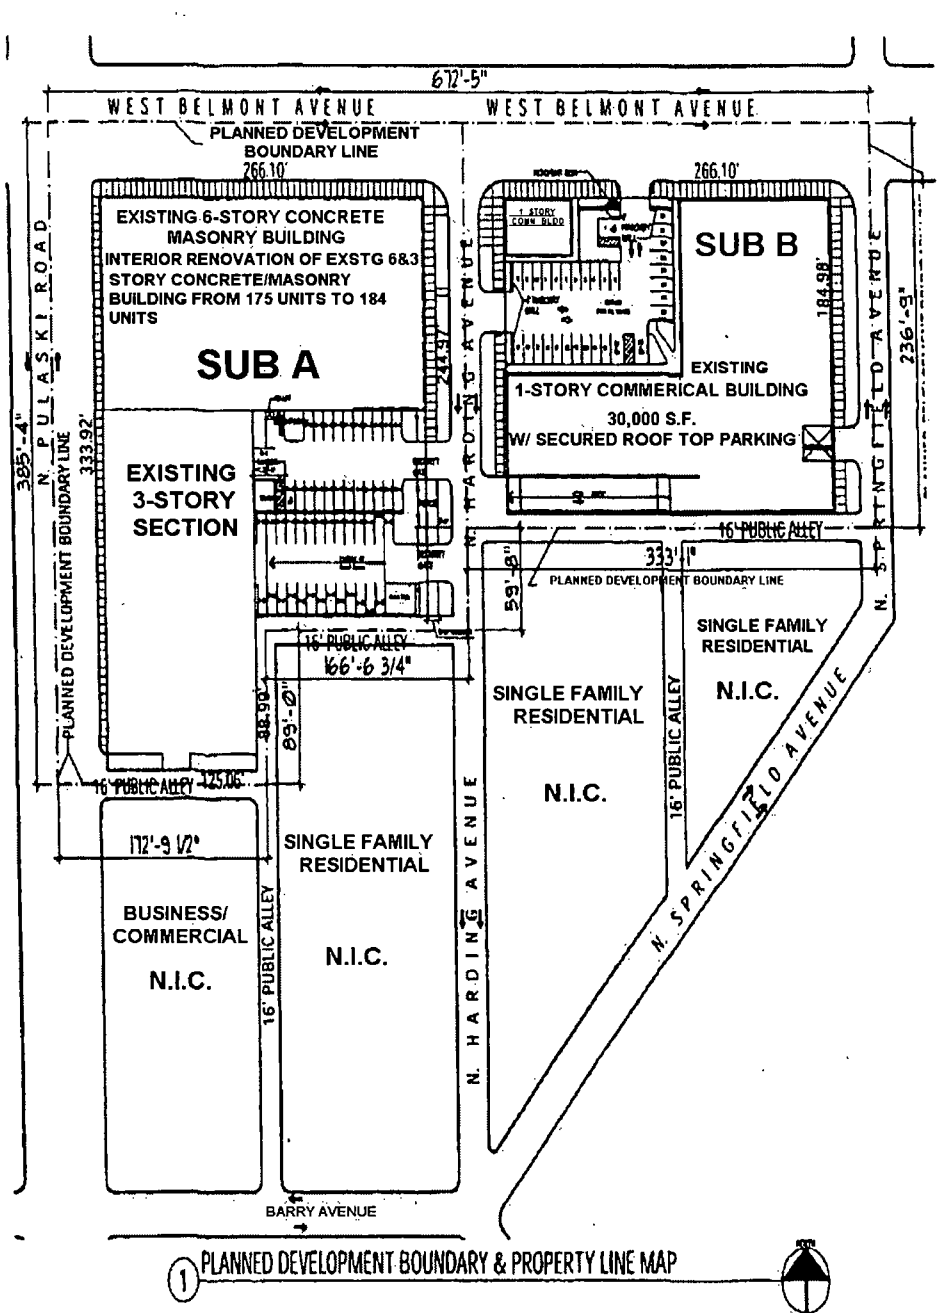 672'-5"
WEST BELMONT AVENUE
WEST BELMONT AVENUE
PLANNED DEVELOPMENT
BOUNDARY LINE
266.10'
266.10'
EXISTING 6-STORY CONCRETE
MASONRY BUILDING
INTERIOR RENOVATION OF EXSTG 6&3
STORY CONCRETE/MASONRY
BUILDING FROM 175 UNITS TO 184
UNITS
SUB A
1 STORY
COMM BLDG
SUB B
184.98'
236'-9"
244.97'
N. PULASKI ROAD
385'-4"
333.92'
PLANNED DEVELOPMENT BOUNDARY LINE
N. HARDING AVENUE
N. SPRINGFIELD AVENUE
EXISTING
1-STORY COMMERICAL BUILDING
30,000 S.F.
W/ SECURED ROOF TOP PARKING
EXISTING
3-STORY
SECTION
16' PUBLIC ALLEY
333'-1"
PLANNED DEVELOPMENT BOUNDARY LINE
59'-8"
16' PUBLIC ALLEY
166'-6 3/4"
88.99'
89'-0"
16' PUBLIC ALLEY
125.06'
172'-9 1/2"
SINGLE FAMILY
RESIDENTIAL
N.I.C.
SINGLE FAMILY
RESIDENTIAL
N.I.C.
16' PUBLIC ALLEY
N. SPRINGFIELD AVENUE
SINGLE FAMILY
RESIDENTIAL
N.I.C.
BUSINESS/
COMMERCIAL
N.I.C.
16' PUBLIC ALLEY
N. HARDING AVENUE
BARRY AVENUE
1 PLANNED DEVELOPMENT BOUNDARY & PROPERTY LINE MAP
NORTH